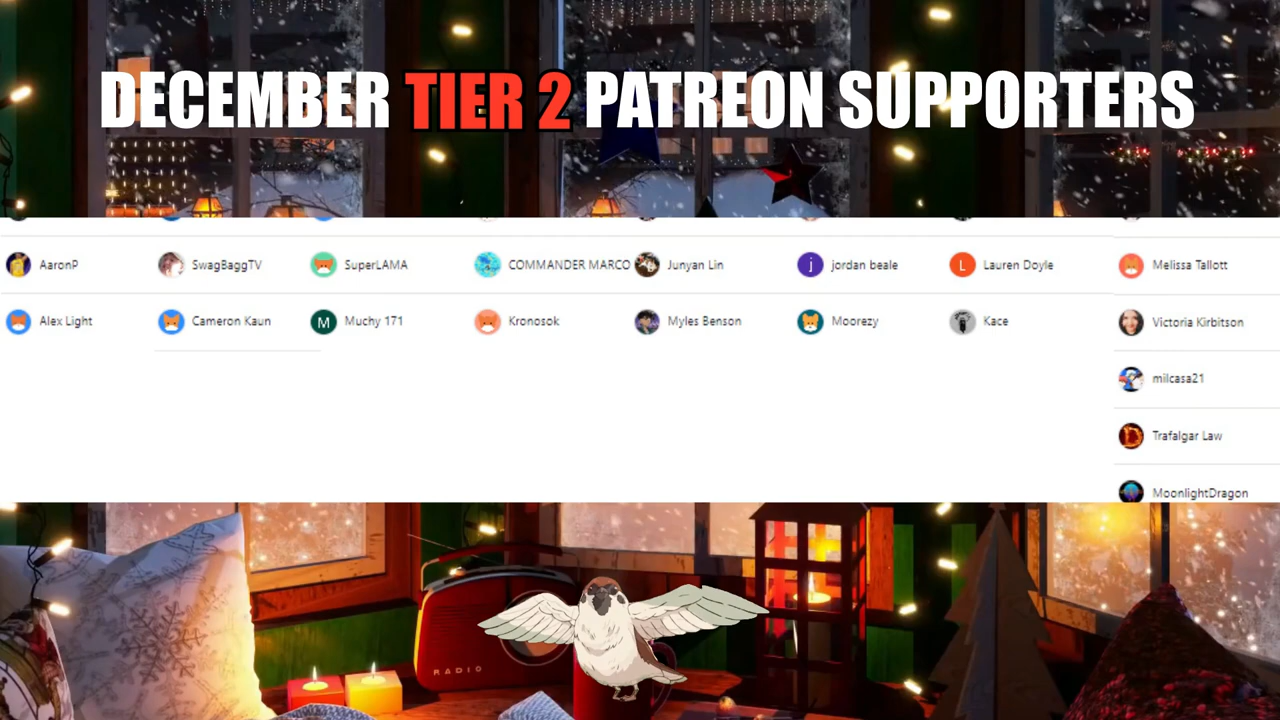 DECEMBER TIER 2 PATREON SUPPORTERS
AaronP SwagBaggTV SuperLAMA COMMANDER MARCO Junyan Lin j jordan beale L Lauren Doyle Melissa Tallott
Alex Light Cameron Kaun M Muchy 171 Kronosok Myles Benson Moorezy Kace Victoria Kirbitson
milcasa21
Trafalgar Law
MoonlightDragon
RADIO